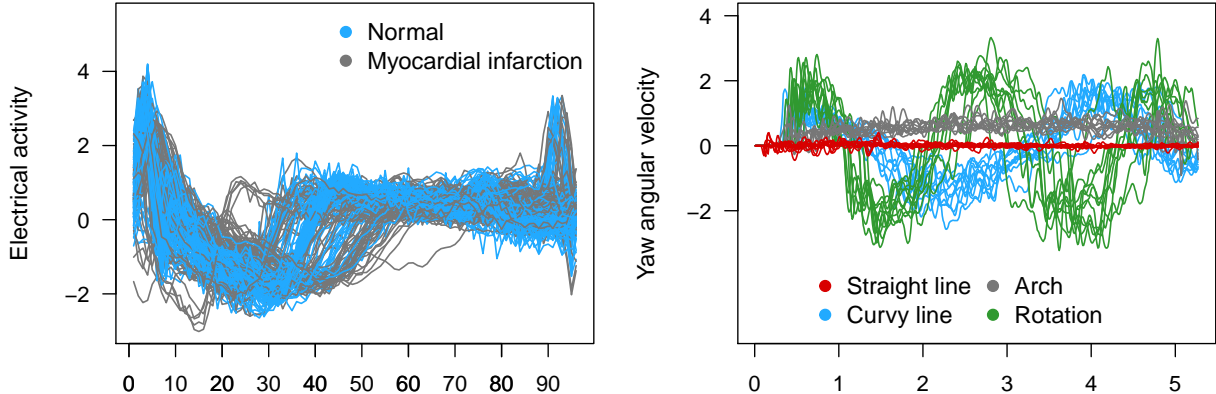 Electrical activity
4
2
0
−2
Normal
Myocardial infarction
0 10 20 30 40 50 60 70 80 90
Yaw angular velocity
4
2
0
−2
Straight line Arch
Curvy line Rotation
0 1 2 3 4 5